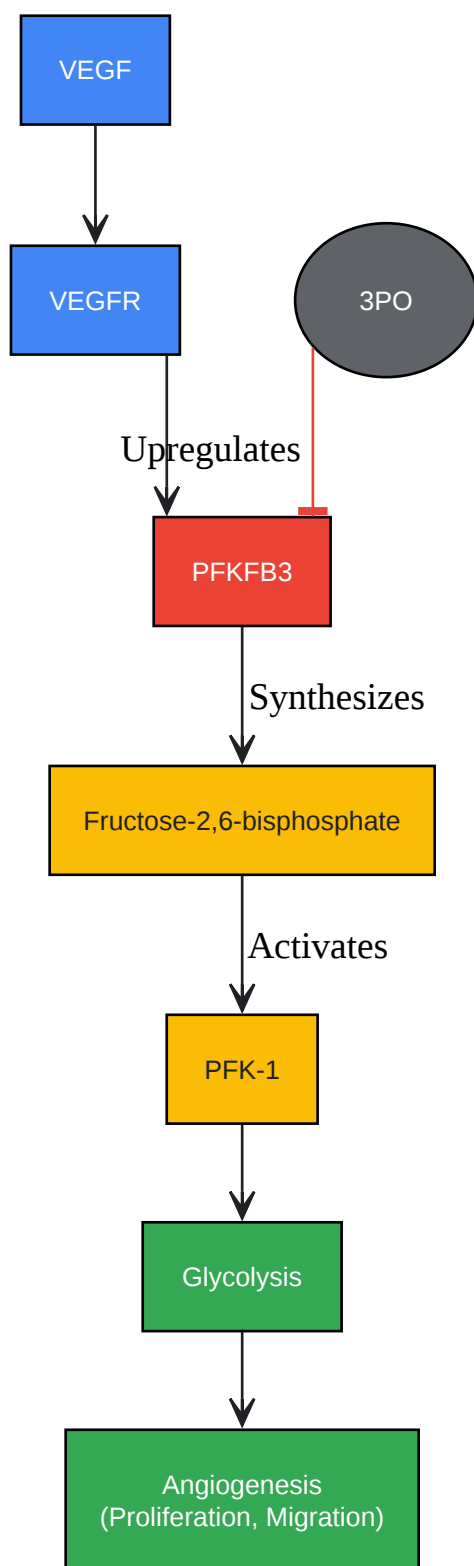 VEGF
VEGFR
3PO
Upregulates
PFKFB3
Synthesizes
Fructose-2,6-bisphosphate
Activates
PFK-1
Glycolysis
Angiogenesis
(Proliferation, Migration)